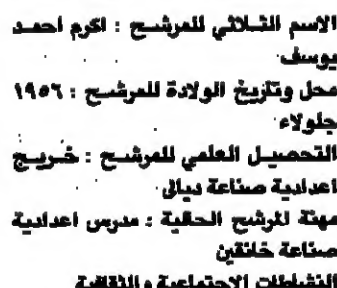 الاسم الثلاثي للمرشح : اكرم احمد
يوسف
محل وتاريخ الولادة للمرشح : ١٩٥٦
جلولاء
التحصيل العلمي للمرشح : خريج
اعدادية صناعة ديالى
مهنة المرشح الحالية : مدرس اعدادية
صناعة خانقين
النشاطات الاجتماعية والثقافية